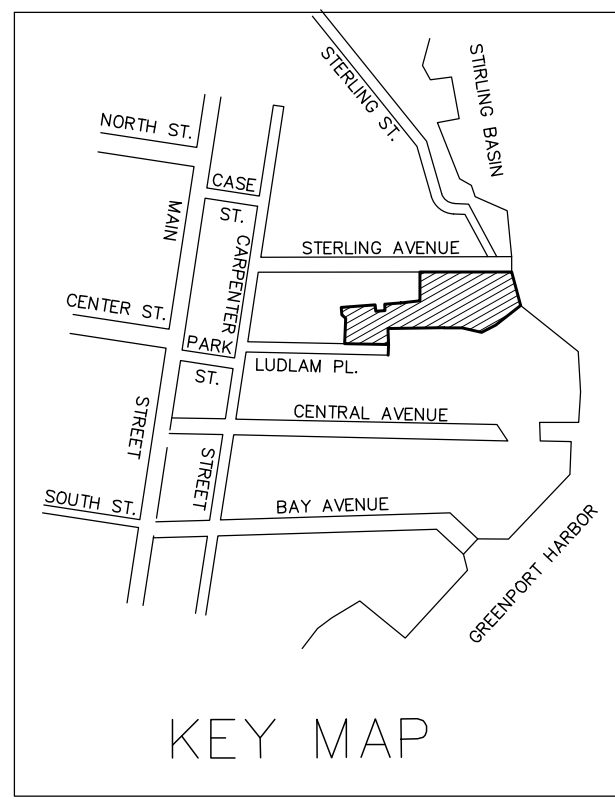 STERLING ST.
STIRLING BASIN
NORTH ST.
CASE
ST.
MAIN
STREET
CARPENTER
STREET
STERLING AVENUE
CENTER ST.
PARK
ST.
LUDLAM PL.
CENTRAL AVENUE
SOUTH ST.
BAY AVENUE
GREENPORT HARBOR
KEY MAP